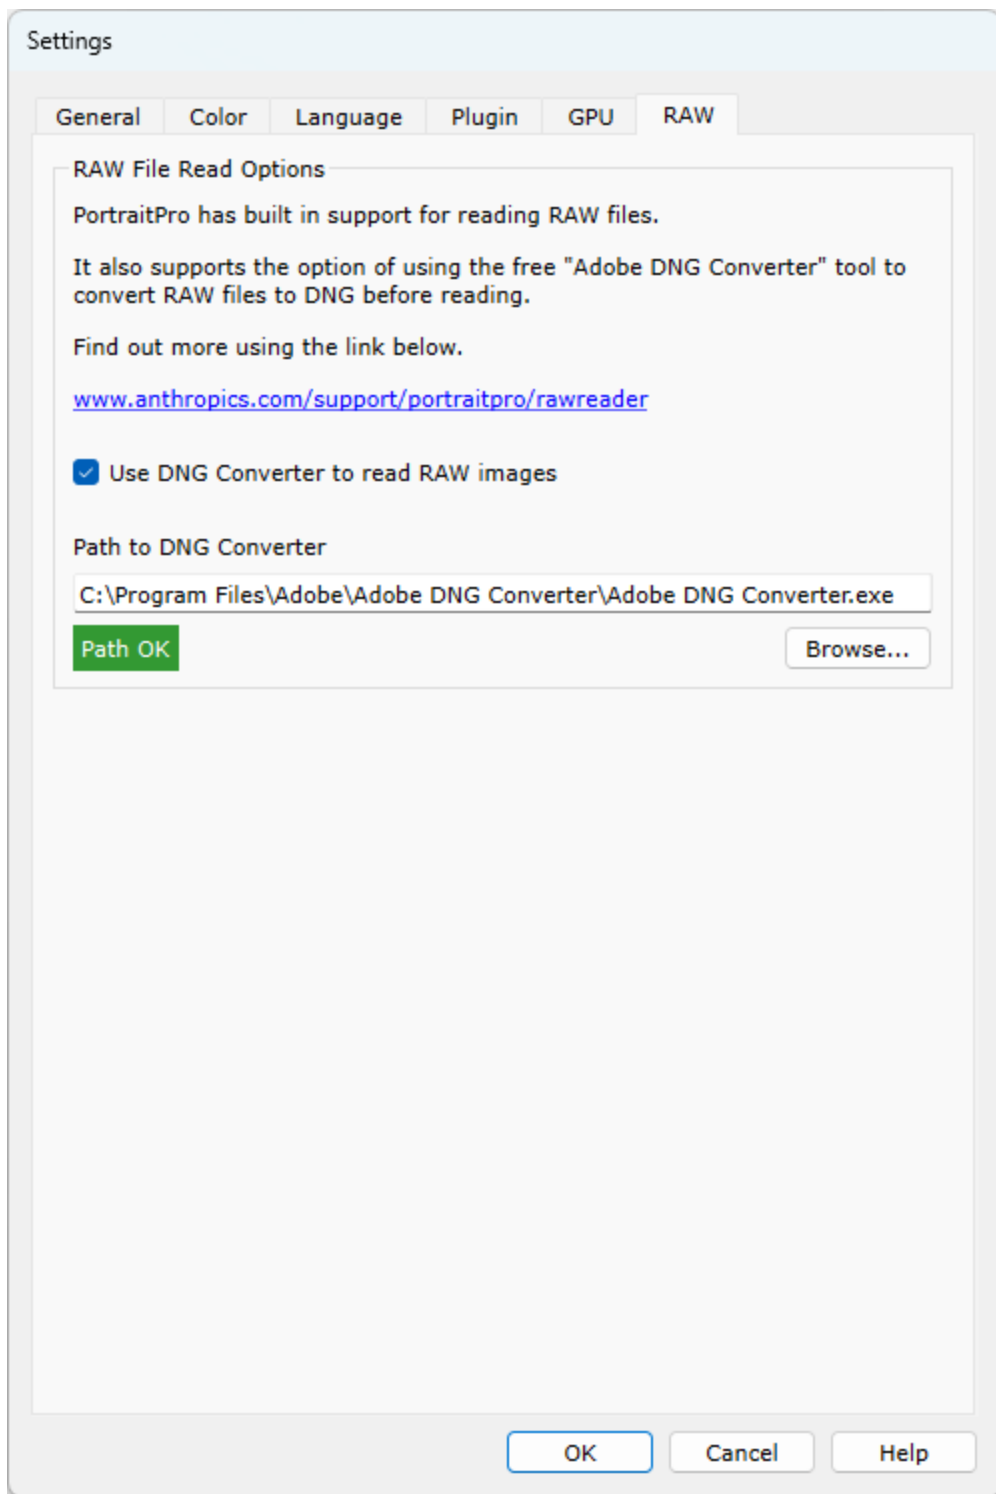 Settings
General Color Language Plugin GPU RAW
RAW File Read Options
PortraitPro has built in support for reading RAW files.
It also supports the option of using the free "Adobe DNG Converter" tool to
convert RAW files to DNG before reading.
Find out more using the link below.
www.anthropics.com/support/portraitpro/rawreader
Use DNG Converter to read RAW images
Path to DNG Converter
C:\Program Files\Adobe\Adobe DNG Converter\Adobe DNG Converter.exe
Path OK Browse...
OK Cancel Help